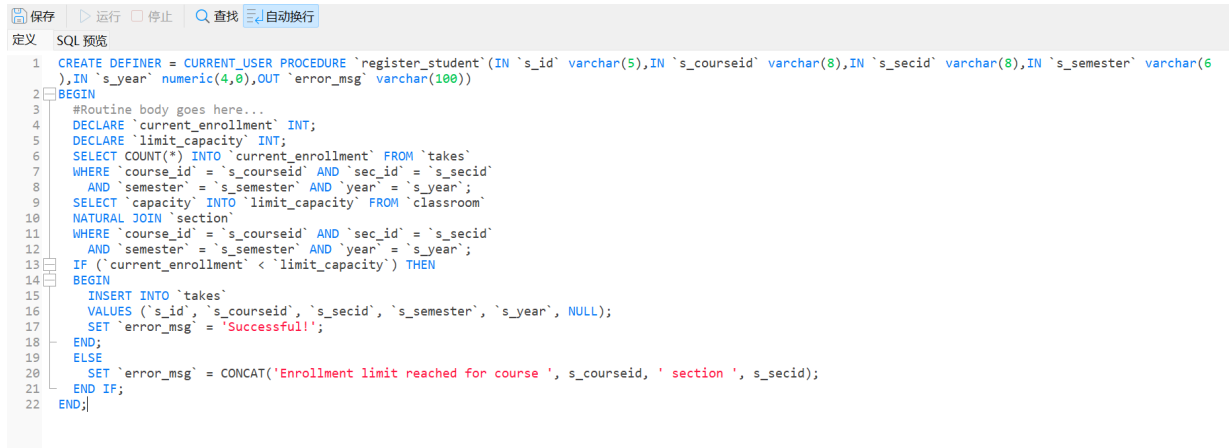 保存 运行 停止 查找 自动换行
定义 SQL 预览
1 CREATE DEFINER = CURRENT_USER PROCEDURE `register_student`(IN `s_id` varchar(5),IN `s_courseid` varchar(8),IN `s_secid` varchar(8),IN `s_semester` varchar(6
),IN `s_year` numeric(4,0),OUT `error_msg` varchar(100))
2 BEGIN
3 #Routine body goes here...
4 DECLARE `current_enrollment` INT;
5 DECLARE `limit_capacity` INT;
6 SELECT COUNT(*) INTO `current_enrollment` FROM `takes`
7 WHERE `course_id` = `s_courseid` AND `sec_id` = `s_secid`
8 AND `semester` = `s_semester` AND `year` = `s_year`;
9 SELECT `capacity` INTO `limit_capacity` FROM `classroom`
10 NATURAL JOIN `section`
11 WHERE `course_id` = `s_courseid` AND `sec_id` = `s_secid`
12 AND `semester` = `s_semester` AND `year` = `s_year`;
13 IF (`current_enrollment` < `limit_capacity`) THEN
14 BEGIN
15 INSERT INTO `takes`
16 VALUES (`s_id`, `s_courseid`, `s_secid`, `s_semester`, `s_year`, NULL);
17 SET `error_msg` = 'Successful!';
18 END;
19 ELSE
20 SET `error_msg` = CONCAT('Enrollment limit reached for course ', s_courseid, ' section ', s_secid);
21 END IF;
22 END;